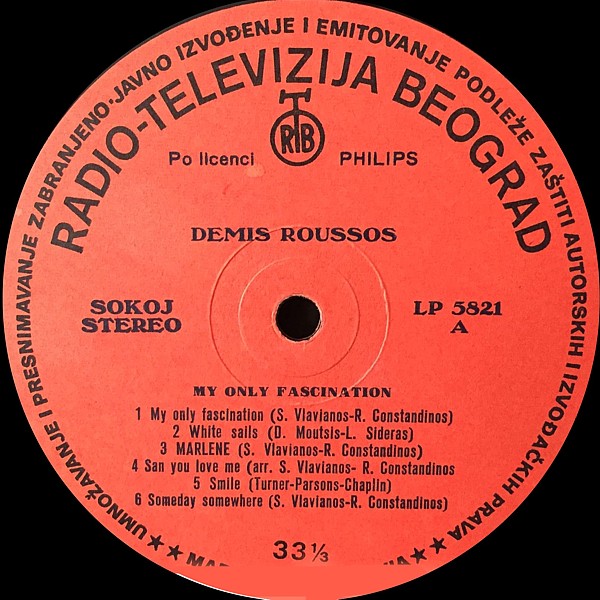 UMNOŽAVANJE I PRESNIMAVANJE ZABRANJENO·JAVNO IZVOĐENJE I EMITOVANJE PODLEŽE ZAŠTITI AUTORSKIH I IZVOĐAČKIH PRAVA
RADIO-TELEVIZIJA BEOGRAD
RTB
Po licenci PHILIPS
DEMIS ROUSSOS
SOKOJ LP 5821
STEREO A
MY ONLY FASCINATION
1 My only fasclnation (S. Vlavianos-R. Constandinos)
2 White sails (D. Moutsis-L. Sideras)
3 MARLENE (S. Vlavianos-R. Constandinos)
4 San you love me (arr. S. Vlavianos- R. Constandinos
5 Smile (Turner-Parsons-Chaplin)
6 Someday somewhere (S. Vlavianos-R. Constandinos)
33 1/3